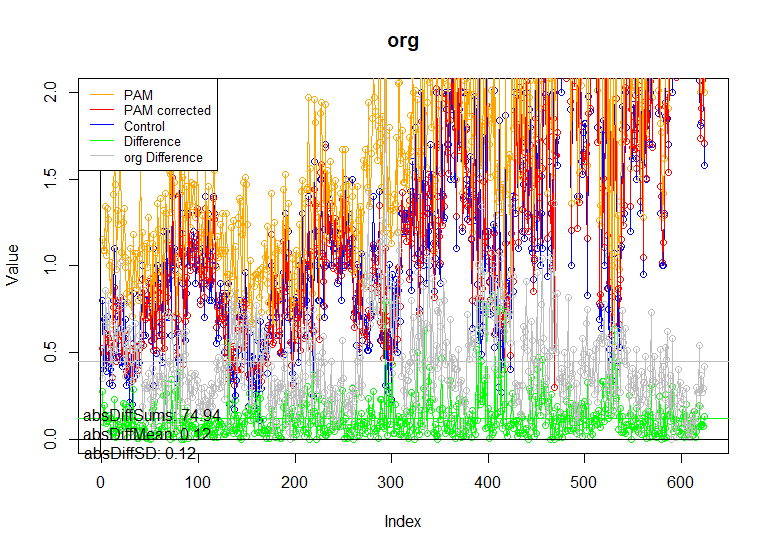 org
PAM
PAM corrected
Control
Difference
org Difference
Value
2.0
1.5
1.0
0.5
0.0
absDiffSums: 74.94
absDiffMean: 0.12
absDiffSD: 0.12
0 100 200 300 400 500 600
Index